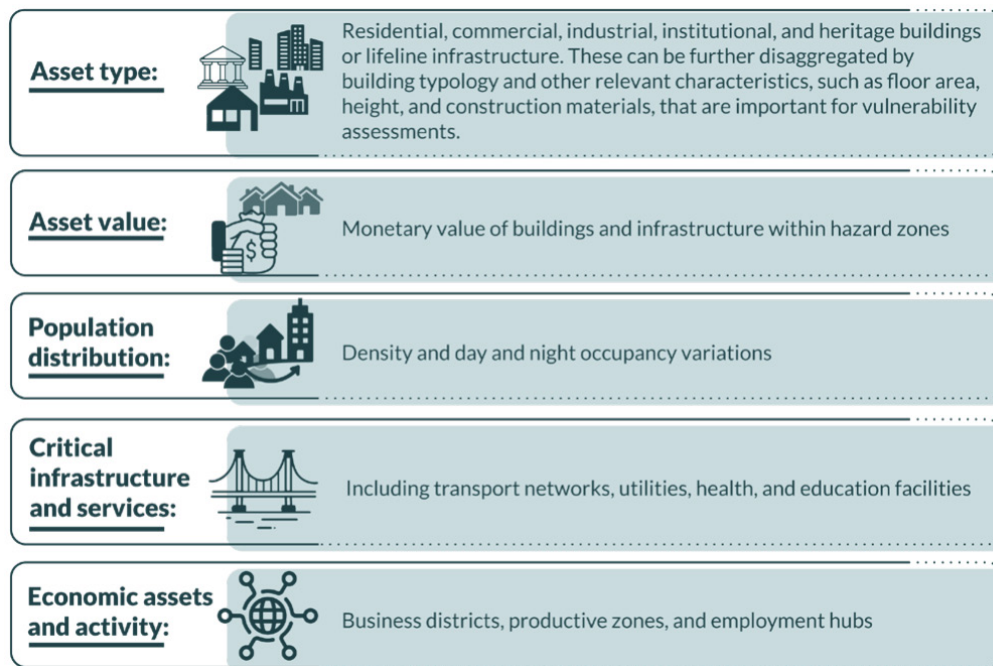 Asset type:
Residential, commercial, industrial, institutional, and heritage buildings
or lifeline infrastructure. These can be further disaggregated by
building typology and other relevant characteristics, such as floor area,
height, and construction materials, that are important for vulnerability
assessments.
Asset value:
$
Monetary value of buildings and infrastructure within hazard zones
Population
distribution:
Density and day and night occupancy variations
Critical
infrastructure
and services:
Including transport networks, utilities, health, and education facilities
Economic assets
and activity:
Business districts, productive zones, and employment hubs